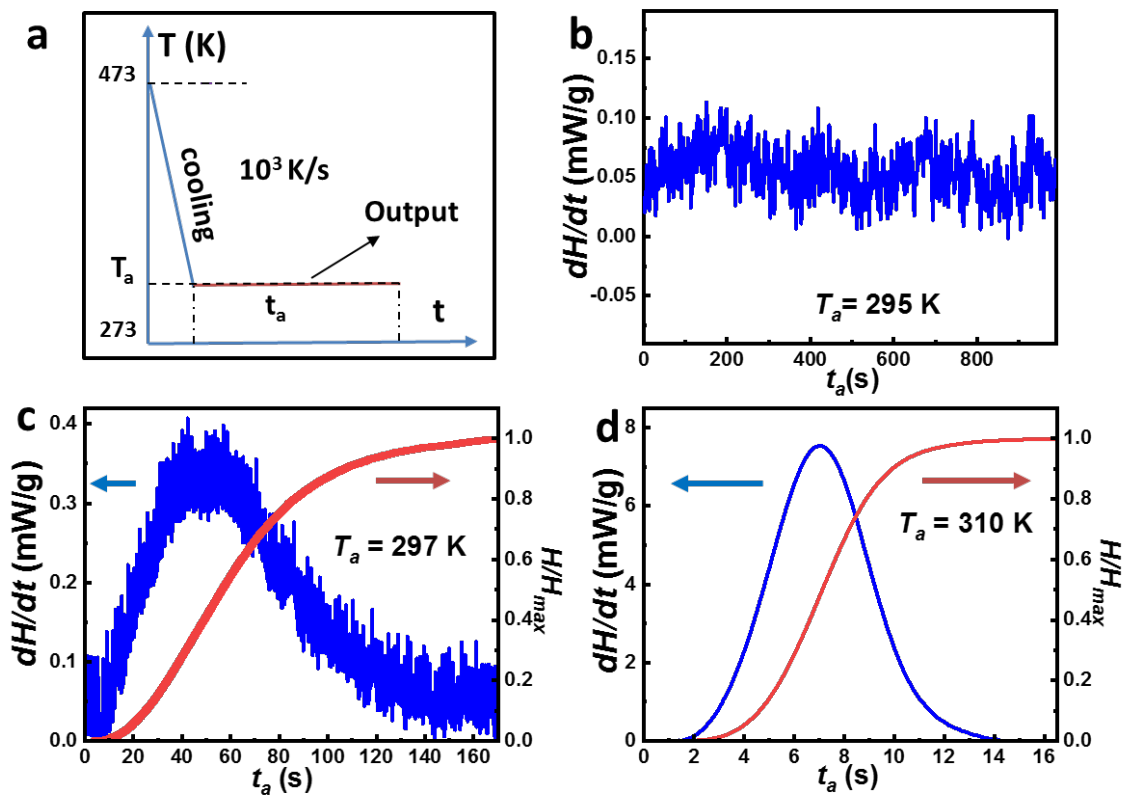 a
T (K)
473
cooling
10³ K/s
Output
Tₐ
tₐ
t
273
b
dH/dt (mW/g)
0.15
0.10
0.05
0.00
-0.05
Tₐ = 295 K
0 200 400 600 800
tₐ(s)
c
dH/dt (mW/g)
0.4
0.3
0.2
0.1
0.0
Tₐ = 297 K
1.0
0.8
0.6
0.4
0.2
0.0
H/Hmax
0 20 40 60 80 100 120 140 160
tₐ (s)
d
dH/dt (mW/g)
8
6
4
2
0
Tₐ = 310 K
1.0
0.8
0.6
0.4
0.2
0.0
H/Hmax
0 2 4 6 8 10 12 14 16
tₐ (s)